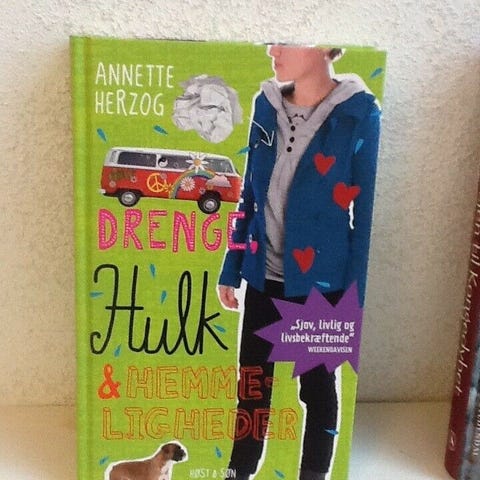 ANNETTE
HERZOG
DRENGE,
Hulk
& HEMME-
LIGHEDER
„Sjov, livlig og
livsbekræftende"
WEEKENDAVISEN
HØST & SØN